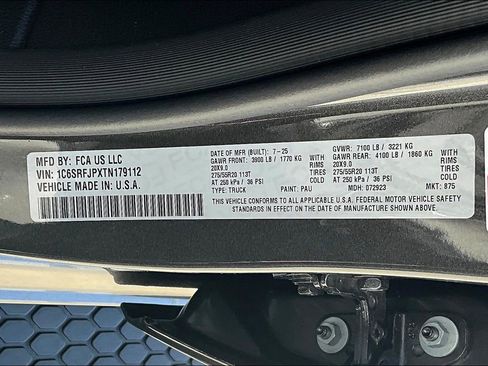 MFD BY: FCA US LLC
VIN: 1C6SRFJPXTN179112
VEHICLE MADE IN U.S.A.
DATE OF MFR (BUILT): 7-25 GVWR: 7100 LB / 3221 KG
GAWR FRONT: 3900 LB / 1770 KG WITH GAWR REAR: 4100 LB / 1860 KG WITH
20X9.0 RIMS 20X9.0 RIMS
275/55R20 113T TIRES 275/55R20 113T TIRES
AT 250 kPa / 36 PSI COLD AT 250 kPa / 36 PSI COLD
TYPE: TRUCK PAINT: PAU MDH: 072923 MKT: 875
THIS VEHICLE CONFORMS TO ALL APPLICABLE U.S.A. FEDERAL MOTOR VEHICLE SAFETY
STANDARDS IN EFFECT ON THE DATE OF MANUFACTURE SHOWN ABOVE.